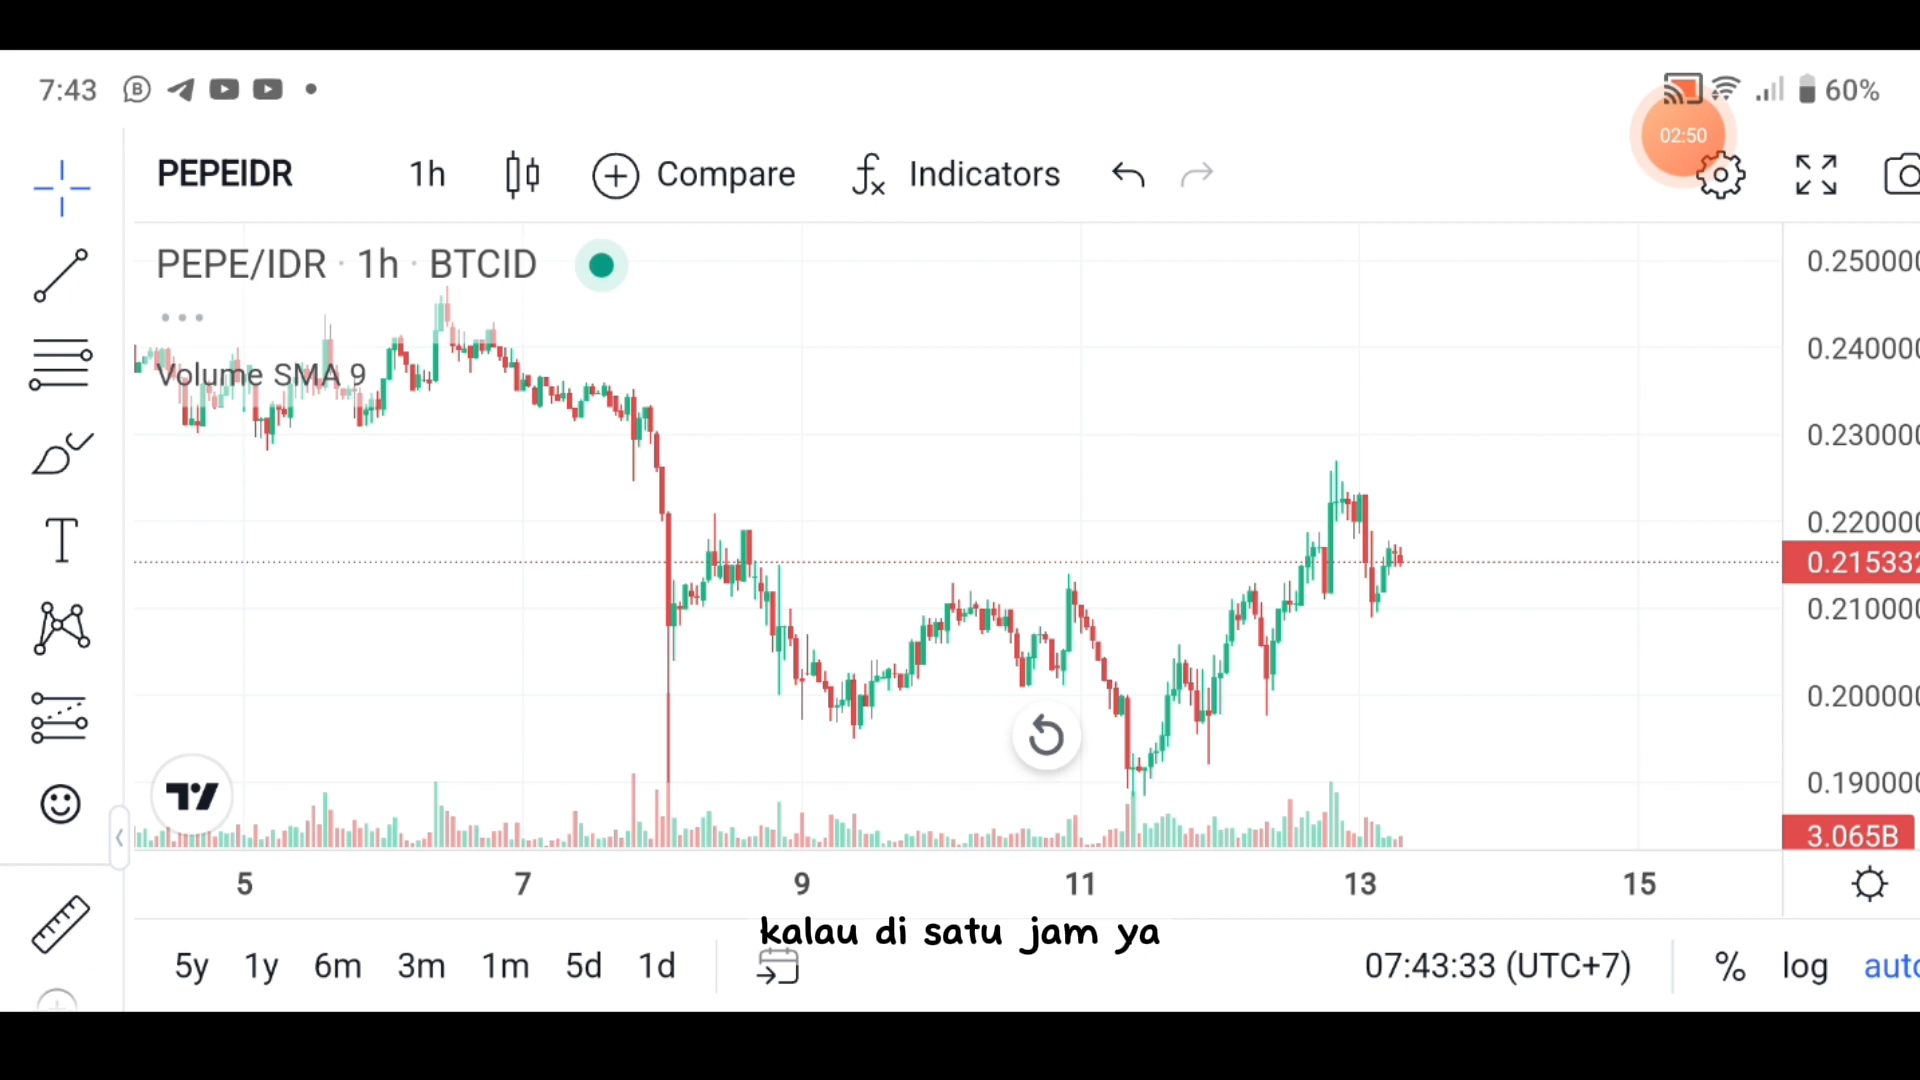 7:43
60%
02:50
PEPEIDR 1h Compare Indicators
PEPE/IDR · 1h · BTCID
Volume SMA 9
0.250000
0.240000
0.230000
0.220000
0.215332
0.210000
0.200000
0.190000
3.065B
5 7 9 11 13 15
kalau di satu jam ya
5y 1y 6m 3m 1m 5d 1d
07:43:33 (UTC+7) % log auto